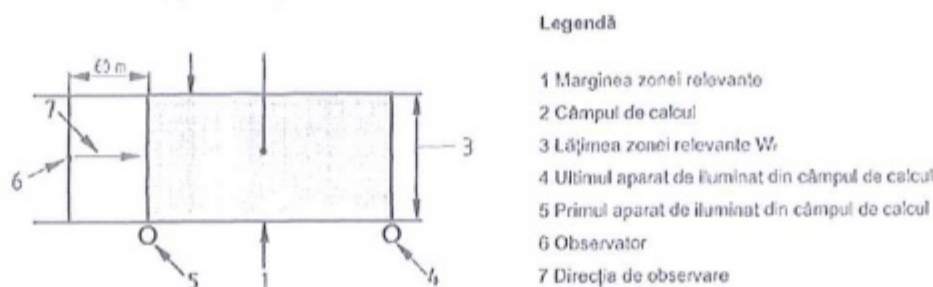 Legendă
60 m
1 Marginea zonei relevante
2 Câmpul de calcul
3 Lățimea zonei relevante Wr
4 Ultimul aparat de iluminat din câmpul de calcul
5 Primul aparat de iluminat din câmpul de calcul
6 Observator
7 Direcția de observare
7
3
6
5
1
4